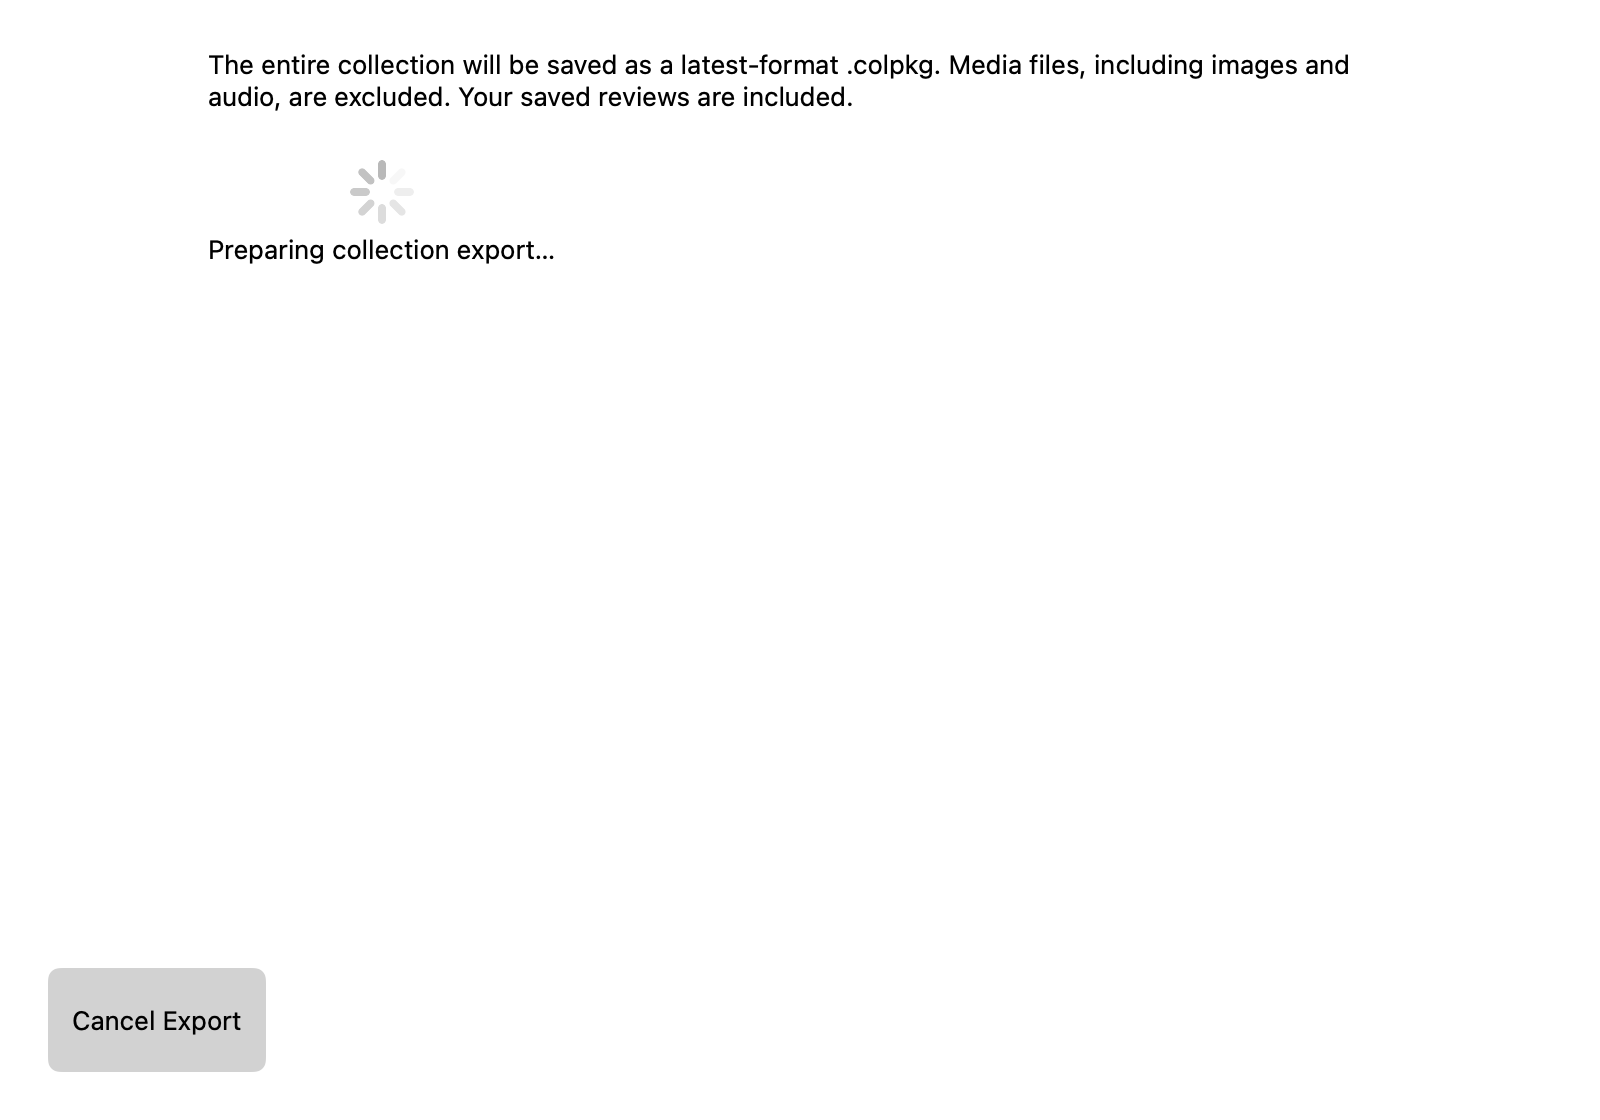 The entire collection will be saved as a latest-format .colpkg. Media files, including images and
audio, are excluded. Your saved reviews are included.
Preparing collection export...
Cancel Export